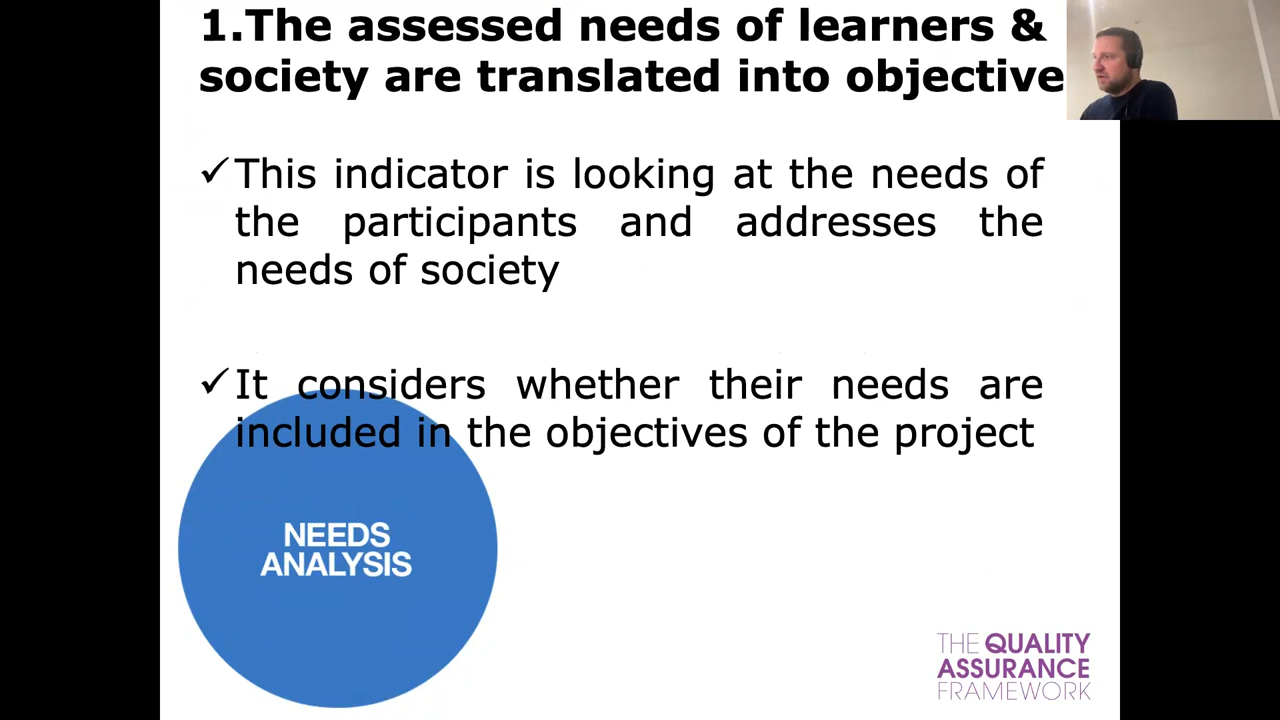 1.The assessed needs of learners &
society are translated into objective
✓This indicator is looking at the needs of
the participants and addresses the
needs of society
✓It considers whether their needs are
included in the objectives of the project
NEEDS
ANALYSIS
THE QUALITY
ASSURANCE
FRAMEWORK